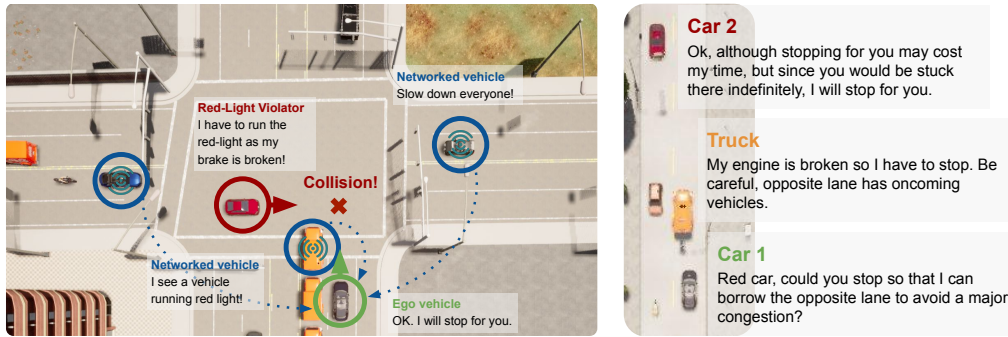 Networked vehicle
Slow down everyone!
Red-Light Violator
I have to run the
red-light as my
brake is broken!
Collision!
Networked vehicle
I see a vehicle
running red light!
Ego vehicle
OK. I will stop for you.
Car 2
Ok, although stopping for you may cost
my time, but since you would be stuck
there indefinitely, I will stop for you.
Truck
My engine is broken so I have to stop. Be
careful, opposite lane has oncoming
vehicles.
Car 1
Red car, could you stop so that I can
borrow the opposite lane to avoid a major
congestion?